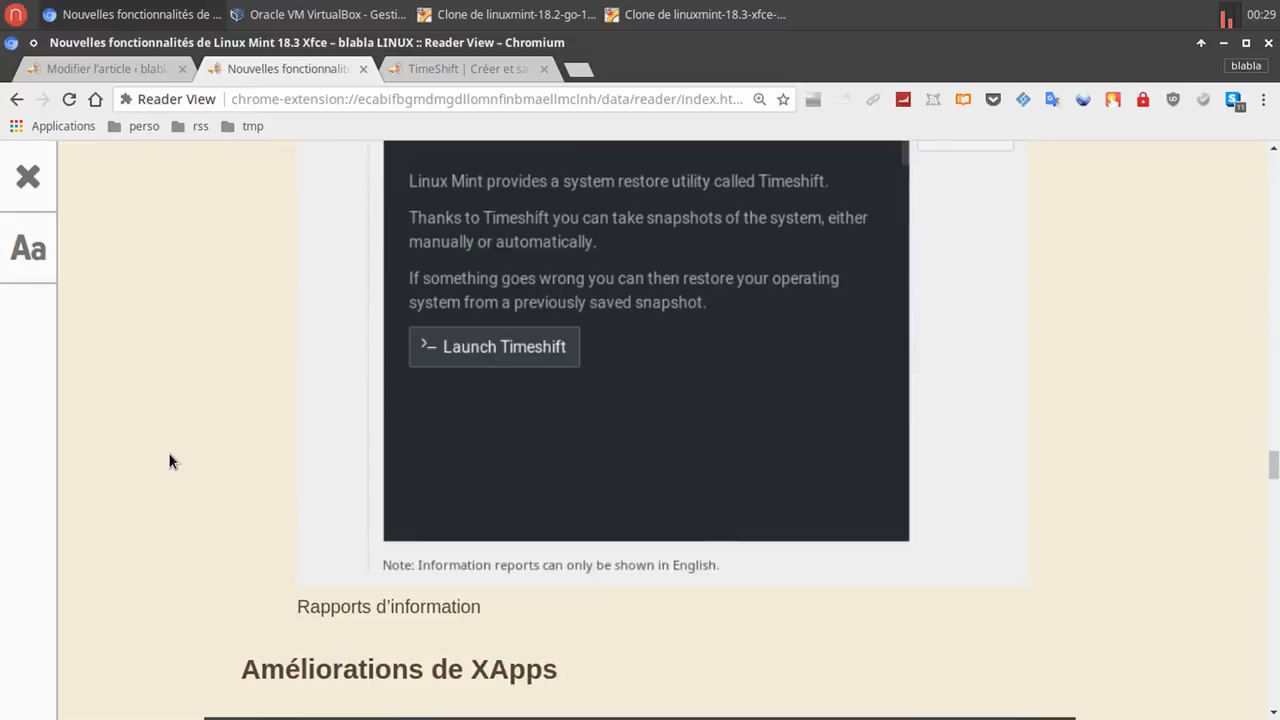 Nouvelles fonctionnalités de ...
Oracle VM VirtualBox - Gesti...
Clone de linuxmint-18.2-go-1...
Clone de linuxmint-18.3-xfce-...
00:29
Nouvelles fonctionnalités de Linux Mint 18.3 Xfce – blabla LINUX :: Reader View – Chromium
Modifier l'article ‹ blabl
Nouvelles fonctionnalit
TimeShift | Créer et sa
blabla
Reader View
chrome-extension://ecabifbgmdmgdllomnfinbmaellmclnh/data/reader/index.ht...
11
Applications
perso
rss
tmp
Aa
Linux Mint provides a system restore utility called Timeshift.
Thanks to Timeshift you can take snapshots of the system, either
manually or automatically.
If something goes wrong you can then restore your operating
system from a previously saved snapshot.
Launch Timeshift
Note: Information reports can only be shown in English.
Rapports d'information
Améliorations de XApps